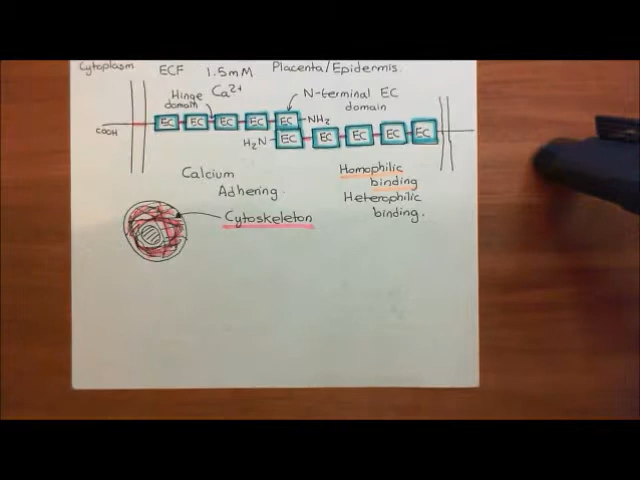 Cytoplasm ECF 1.5mM Placenta/Epidermis.
Hinge domain Ca2+ N-terminal EC domain
COOH EC EC EC EC EC NH2
H2N EC EC EC EC EC
Calcium
Adhering.
Homophilic
binding
Heterophilic
binding.
Cytoskeleton